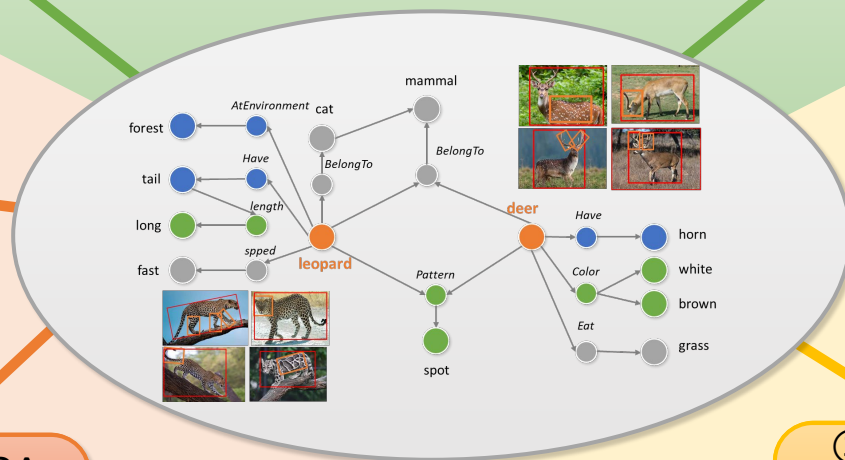 mammal
AtEnvironment
cat
forest
BelongTo
BelongTo
Have
tail
length
long
spped
fast
leopard
deer
Have
horn
Color
white
brown
Eat
grass
Pattern
spot